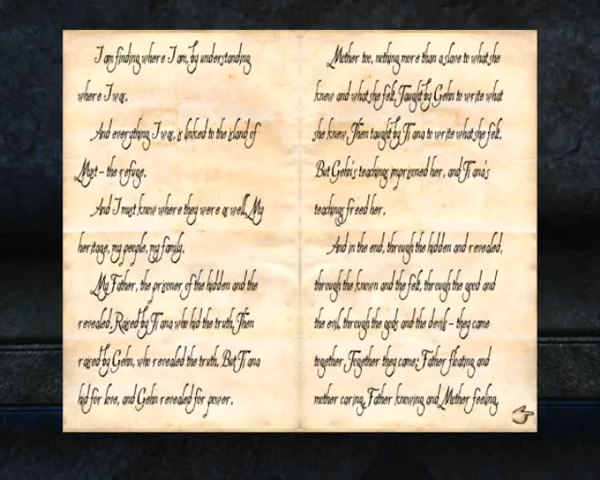 I am finding where I am, by understanding
where I was.
And everything I was, is linked to the island of
Myst - the refuge.
And I must know where they were as well. My
heritage, my people, my family.
My Father, the prisoner of the hidden and the
revealed. Raised by Ti'ana who hid the truth. Then
raised by Gehn, who revealed the truth. But Ti'ana
hid for love, and Gehn revealed for power.
Mother too, nothing more than a slave to what she
knew and what she felt. Taught by Gehn to write what
she knew. Then taught by Ti'ana to write what she felt.
But Gehn's teachings imprisoned her, and Ti'ana's
teachings freed her.
And in the end, through the hidden and revealed,
through the known and the felt, through the good and
the evil, through the gods and the deni - they came
together. Together they came; Father floating and
mother caring, Father knowing and Mother feeling,